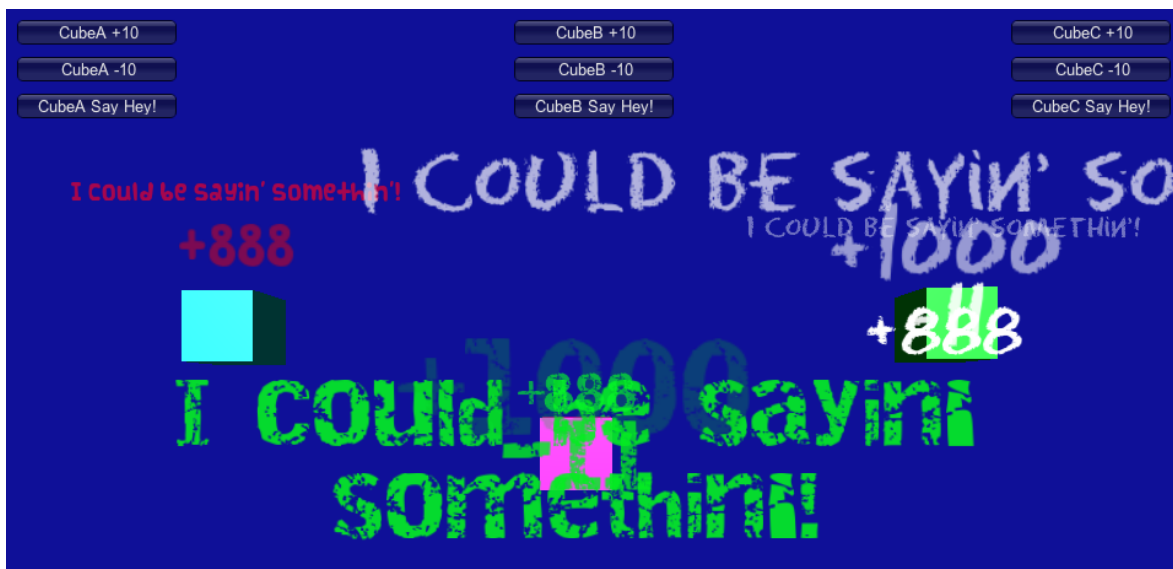 CubeA +10
CubeB +10
CubeC +10
CubeA -10
CubeB -10
CubeC -10
CubeA Say Hey!
CubeB Say Hey!
CubeC Say Hey!
I COULD BE SAYiN' SO
I could be sayin' somethin'!
I COULD BE SAYiN' SOMETHiN'!
+888
+1000
+888
+1000
+888
I could be sayin'
somethin'!